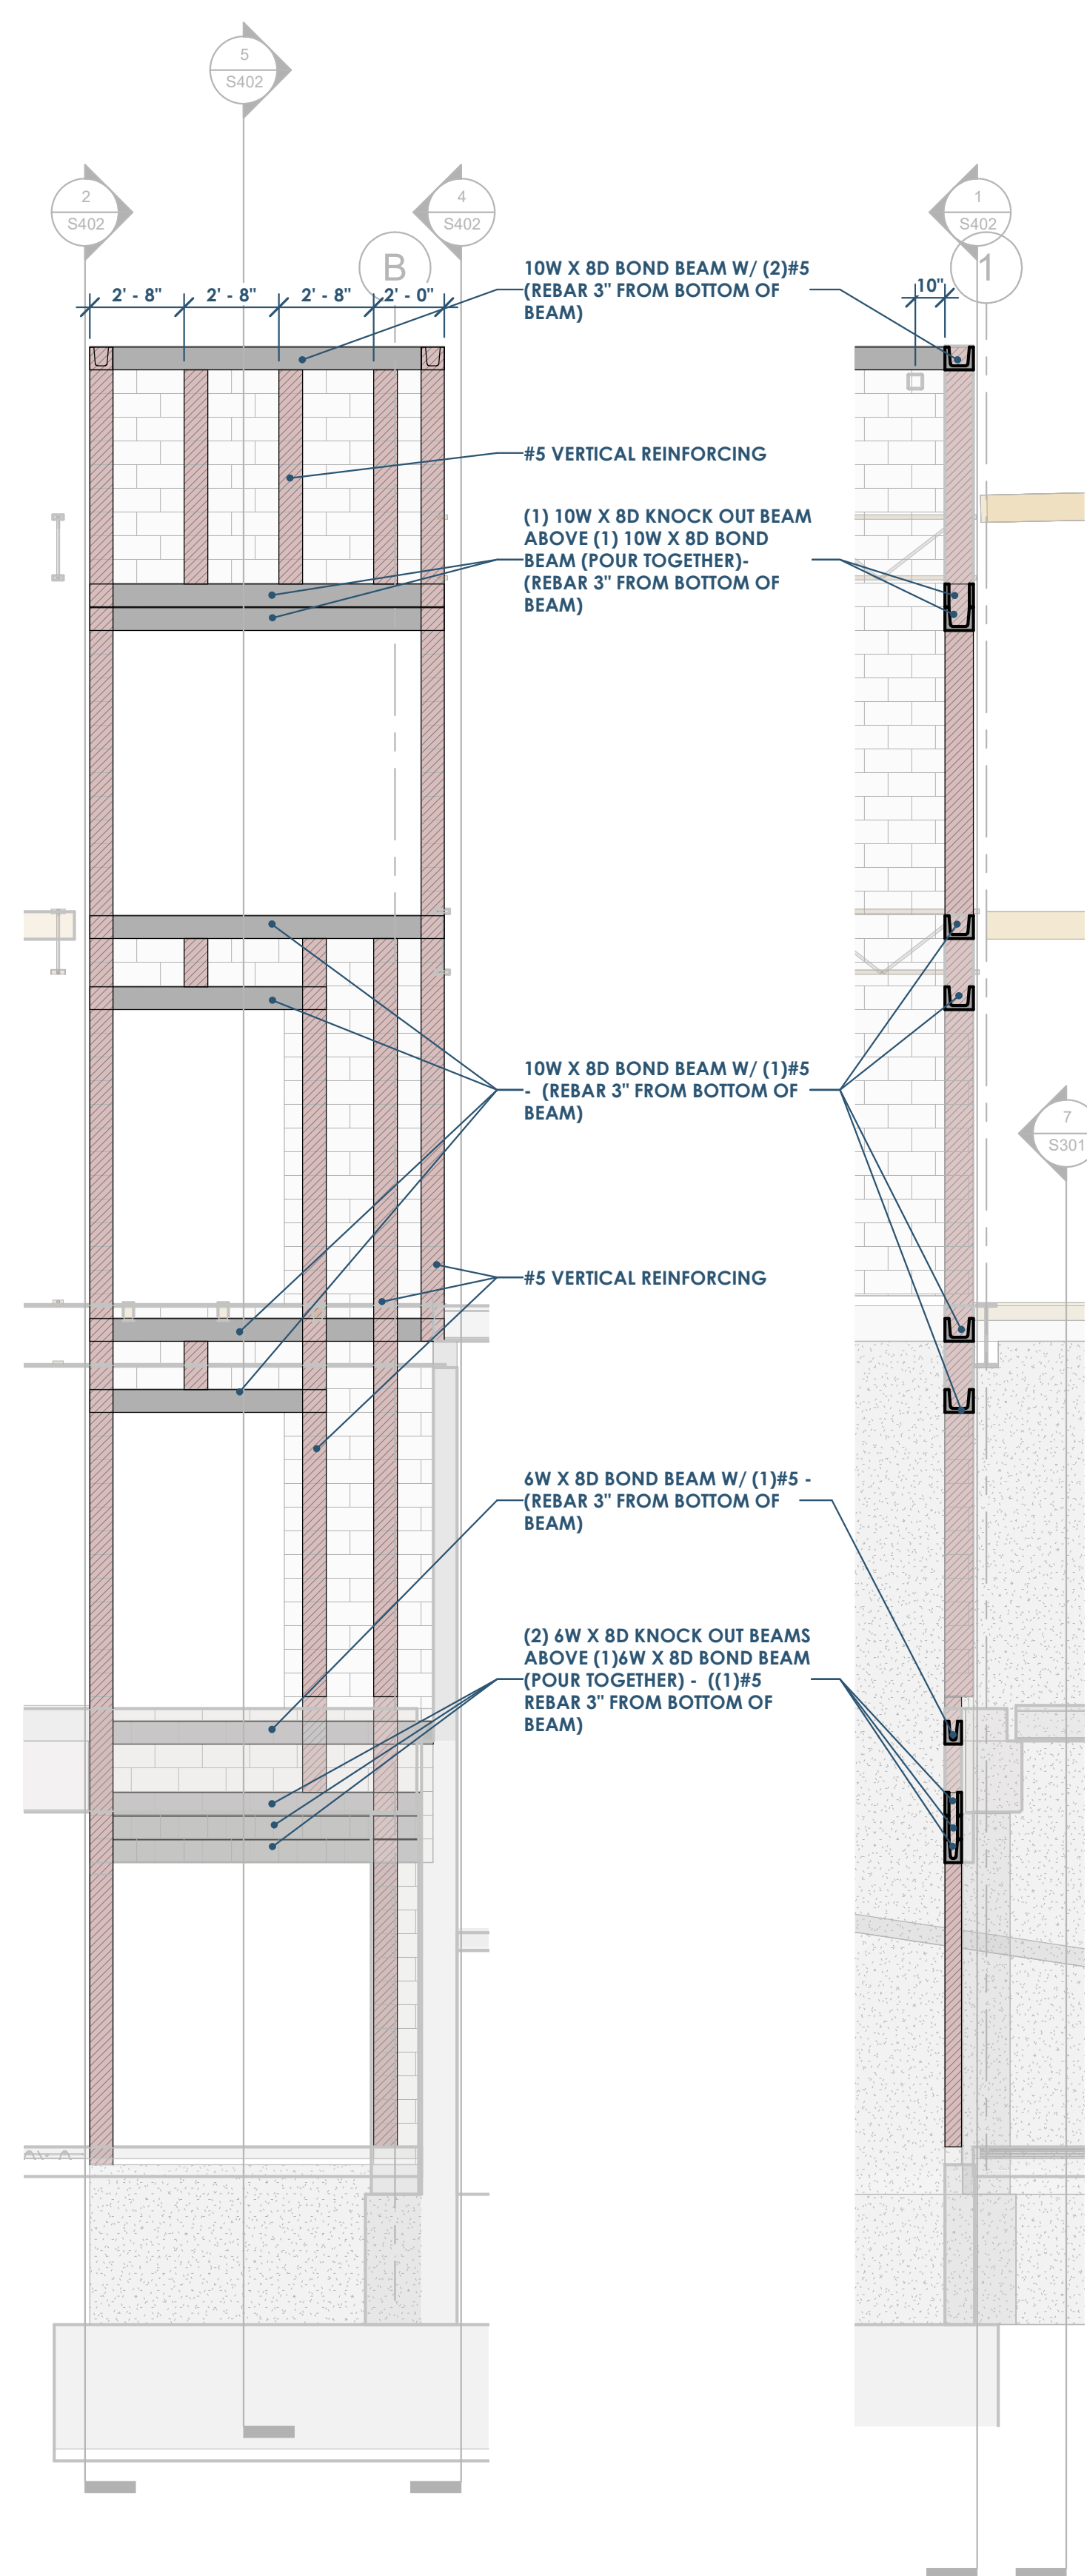 5
S402
2
S402
4
S402
1
S402
B
1
2' - 8"
2' - 8"
2' - 8"
2' - 0"
10"
10W X 8D BOND BEAM W/ (2)#5
(REBAR 3" FROM BOTTOM OF
BEAM)
#5 VERTICAL REINFORCING
(1) 10W X 8D KNOCK OUT BEAM
ABOVE (1) 10W X 8D BOND
BEAM (POUR TOGETHER)-
(REBAR 3" FROM BOTTOM OF
BEAM)
10W X 8D BOND BEAM W/ (1)#5
- (REBAR 3" FROM BOTTOM OF
BEAM)
7
S301
#5 VERTICAL REINFORCING
6W X 8D BOND BEAM W/ (1)#5 -
(REBAR 3" FROM BOTTOM OF
BEAM)
(2) 6W X 8D KNOCK OUT BEAMS
ABOVE (1)6W X 8D BOND BEAM
(POUR TOGETHER) - ((1)#5
REBAR 3" FROM BOTTOM OF
BEAM)